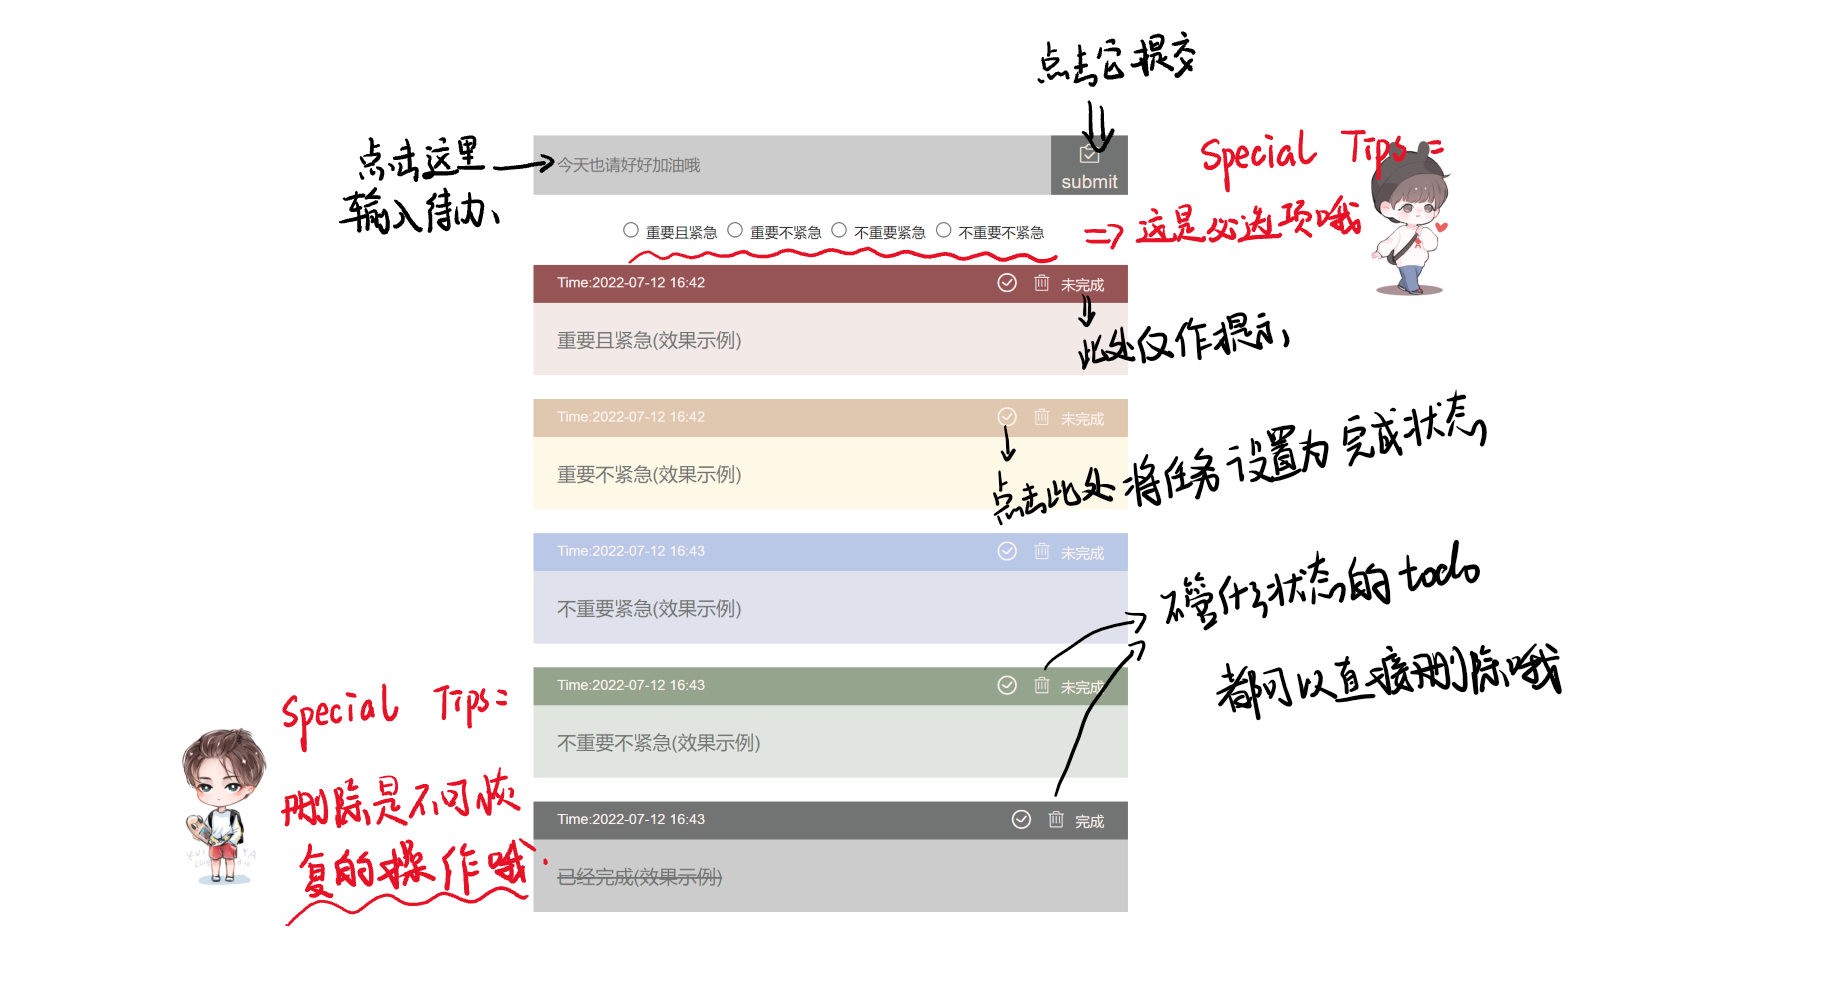 点击它提交
点击这里
输入待办、
今天也请好好加油哦
submit
Special Tips=
重要且紧急 重要不紧急 不重要紧急 不重要不紧急
=> 这是必选项哦
Time:2022-07-12 16:42 未完成
重要且紧急(效果示例)
此处仅作提示、
Time:2022-07-12 16:42 未完成
重要不紧急(效果示例)
点击此处将任务设置为完成状态
Time:2022-07-12 16:43 未完成
不重要紧急(效果示例)
不管什么状态的todo
都可以直接删除哦
Time:2022-07-12 16:43 未完成
不重要不紧急(效果示例)
Special Tips=
删除是不可恢
复的操作哦.
Time:2022-07-12 16:43 完成
已经完成(效果示例)